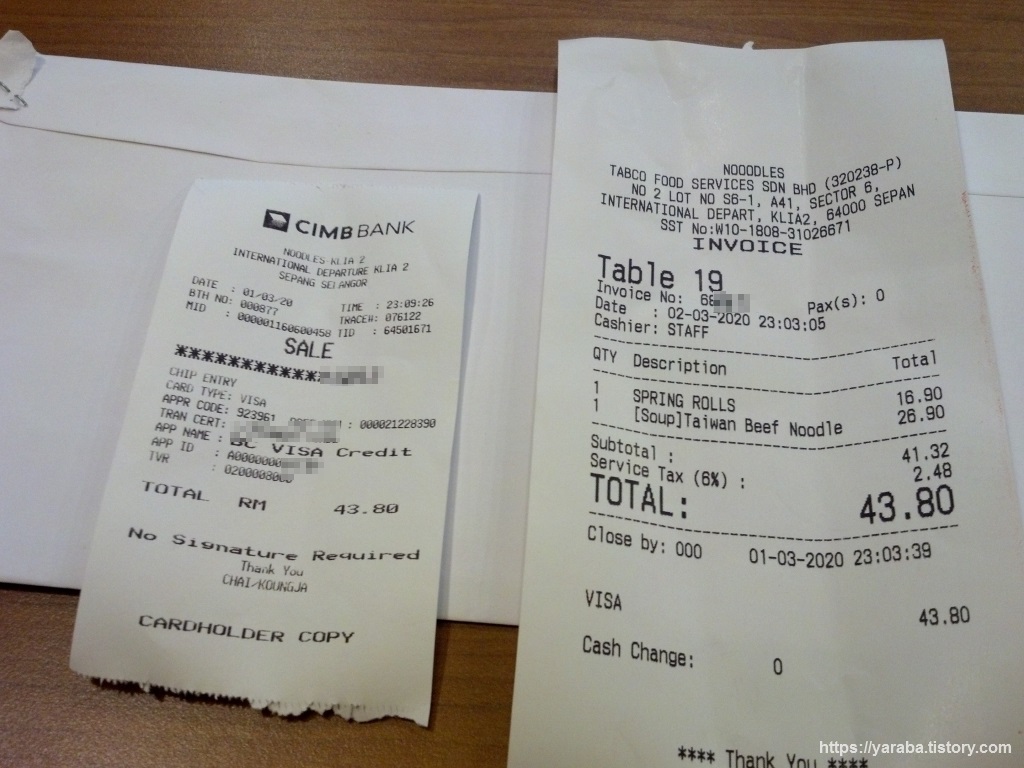 CIMB BANK
NOODLES-KLIA 2
INTERNATIONAL DEPARTURE KLIA 2
SEPANG SELANGOR
DATE : 01/03/20 TIME : 23:09:26
BTH NO: 000877 TRACE#: 076122
MID : 000001160600458 TID : 64501671
SALE
************
CHIP ENTRY
CARD TYPE: VISA
APPR CODE: 923961 : 000021228390
TRAN CERT:
APP NAME : BC VISA Credit
APP ID : A0000000
TVR : 0200008000
TOTAL RM 43.80
No Signature Required
Thank You
CHAI/KOUNGJA
CARDHOLDER COPY
NOOODLES
TABCO FOOD SERVICES SDN BHD (320238-P)
NO 2 LOT NO S6-1, A41, SECTOR 6,
INTERNATIONAL DEPART, KLIA2, 64000 SEPAN
SST No:W10-1808-31026671
INVOICE
Table 19
Invoice No: 68 Pax(s): 0
Date : 02-03-2020 23:03:05
Cashier: STAFF
QTY Description Total
1 SPRING ROLLS 16.90
1 [Soup]Taiwan Beef Noodle 26.90
Subtotal : 41.32
Service Tax (6%) : 2.48
TOTAL: 43.80
Close by: 000 01-03-2020 23:03:39
VISA 43.80
Cash Change: 0
**** Thank You ****
https://yaraba.tistory.com